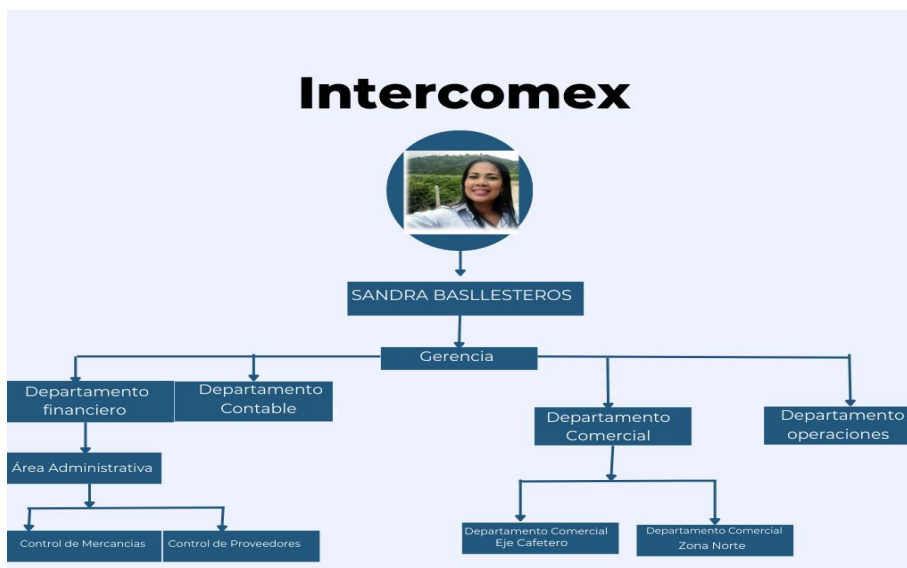 Intercomex
SANDRA BASLLESTEROS
Gerencia
Departamento
financiero
Departamento
Contable
Departamento
Comercial
Departamento
operaciones
Área Administrativa
Control de Mercancias
Control de Proveedores
Departamento Comercial
Eje Cafetero
Departamento Comercial
Zona Norte